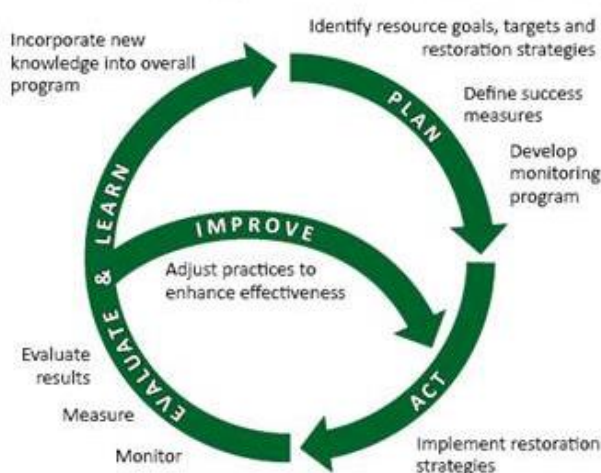 Identify resource goals, targets and
restoration strategies
Define success
measures
Develop
monitoring
program
PLAN
ACT
Implement restoration
strategies
Monitor
Measure
Evaluate
results
EVALUATE & LEARN
Incorporate new
knowledge into overall
program
IMPROVE
Adjust practices to
enhance effectiveness